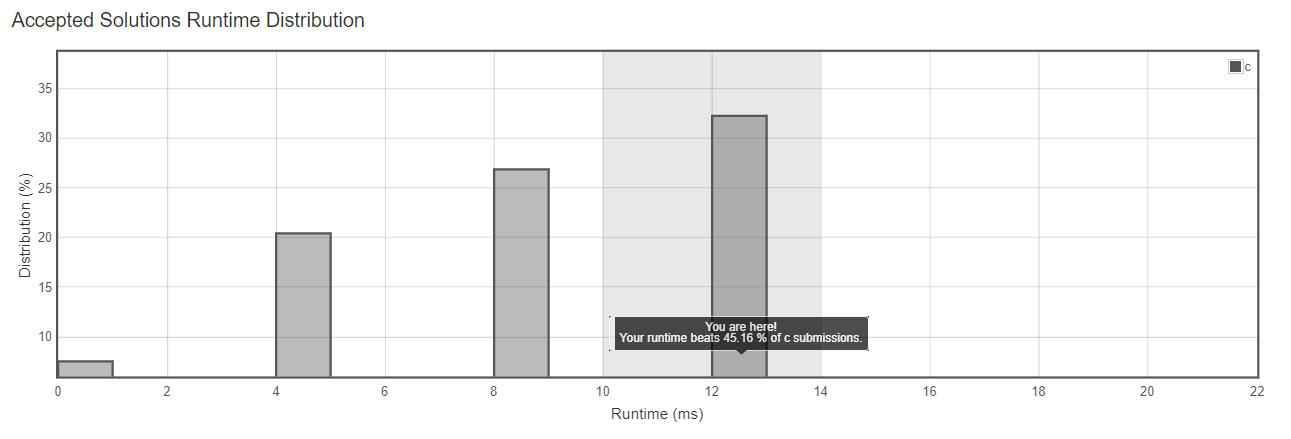 Accepted Solutions Runtime Distribution
c
35
30
25
20
15
10
Distribution (%)
You are here!
Your runtime beats 45.16 % of c submissions.
0 2 4 6 8 10 12 14 16 18 20 22
Runtime (ms)